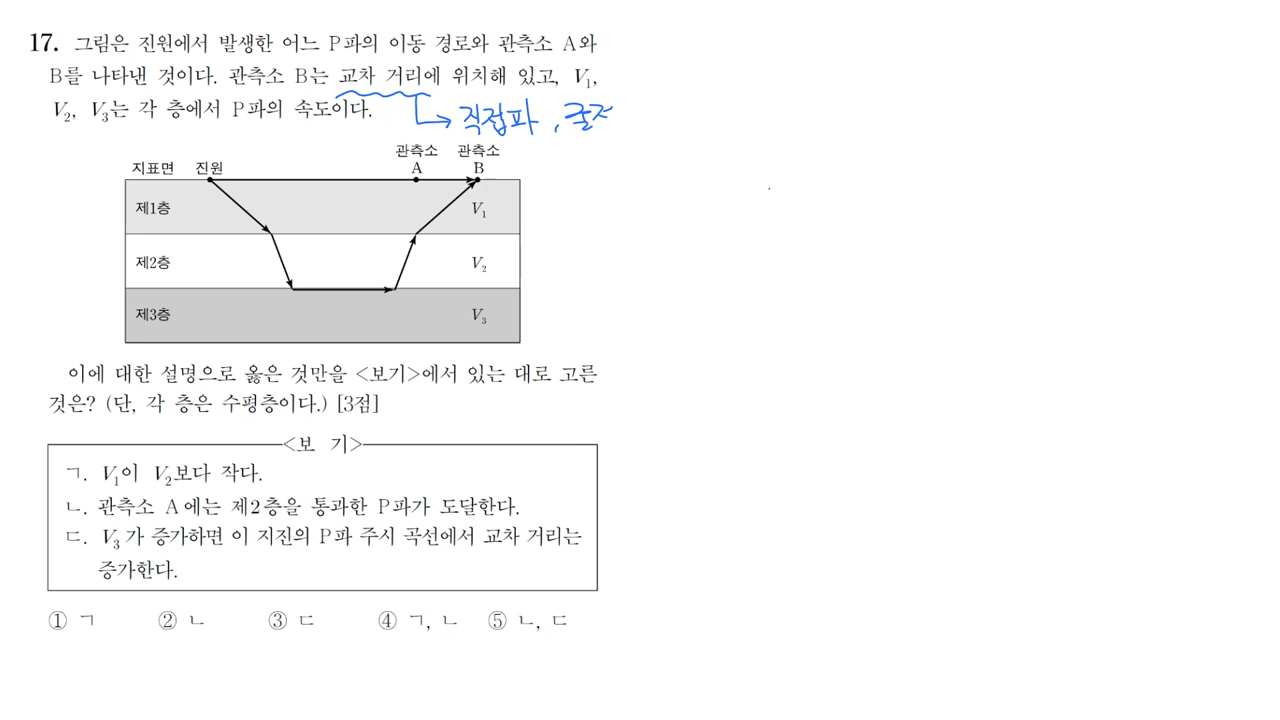 17. 그림은 진원에서 발생한 어느 P파의 이동 경로와 관측소 A와
B를 나타낸 것이다. 관측소 B는 교차 거리에 위치해 있고, V₁,
V₂, V₃는 각 층에서 P파의 속도이다.
직접파, 굴저
관측소 관측소
지표면 진원 A B
제1층 V₁
제2층 V₂
제3층 V₃
이에 대한 설명으로 옳은 것만을 <보기>에서 있는 대로 고른
것은? (단, 각 층은 수평층이다.) [3점]
<보 기>
ㄱ. V₁이 V₂보다 작다.
ㄴ. 관측소 A에는 제2층을 통과한 P파가 도달한다.
ㄷ. V₃가 증가하면 이 지진의 P파 주시 곡선에서 교차 거리는
증가한다.
① ㄱ ② ㄴ ③ ㄷ ④ ㄱ, ㄴ ⑤ ㄴ, ㄷ